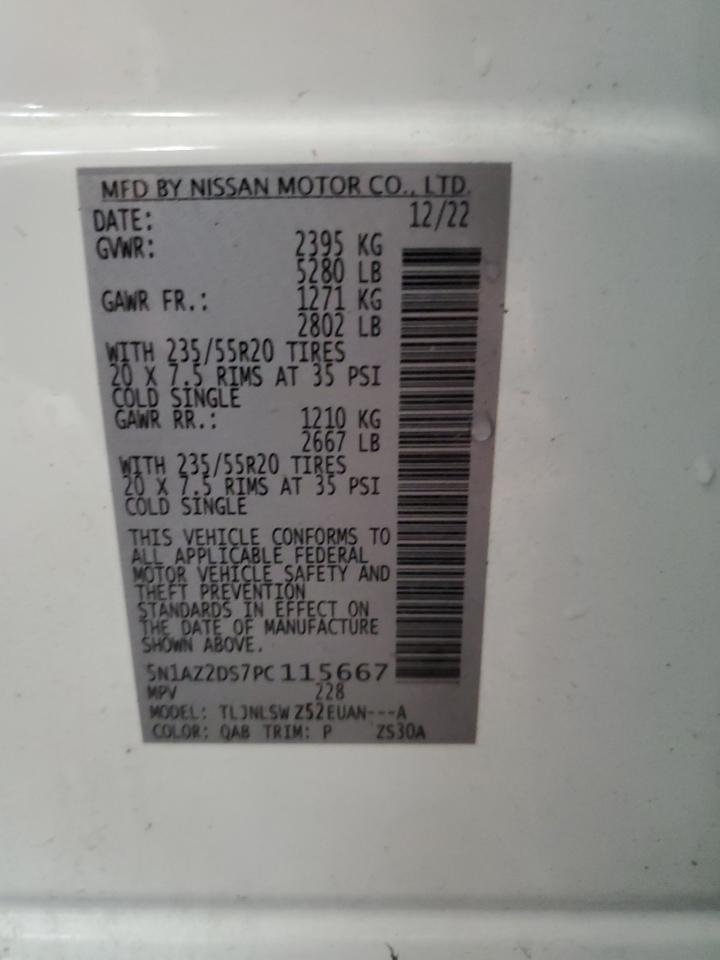 MFD BY NISSAN MOTOR CO., LTD.
DATE: 12/22
GVWR: 2395 KG
5280 LB
GAWR FR.: 1271 KG
2802 LB
WITH 235/55R20 TIRES
20 X 7.5 RIMS AT 35 PSI
COLD SINGLE
GAWR RR.: 1210 KG
2667 LB
WITH 235/55R20 TIRES
20 X 7.5 RIMS AT 35 PSI
COLD SINGLE
THIS VEHICLE CONFORMS TO
ALL APPLICABLE FEDERAL
MOTOR VEHICLE SAFETY AND
THEFT PREVENTION
STANDARDS IN EFFECT ON
THE DATE OF MANUFACTURE
SHOWN ABOVE.
5N1AZ2DS7PC115667
MPV 228
MODEL: TLJNLSW Z52EUAN---A
COLOR: QAB TRIM: P ZS30A